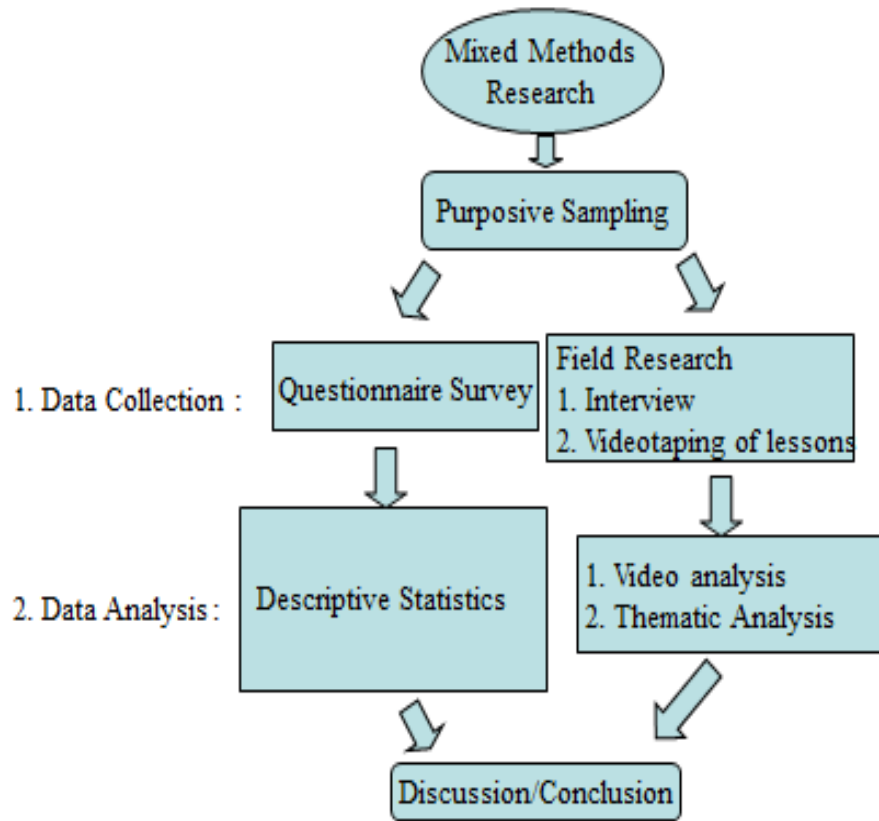 Mixed Methods
Research
Purposive Sampling
1. Data Collection :
Questionnaire Survey
Field Research
1. Interview
2. Videotaping of lessons
2. Data Analysis :
Descriptive Statistics
1. Video analysis
2. Thematic Analysis
Discussion/Conclusion